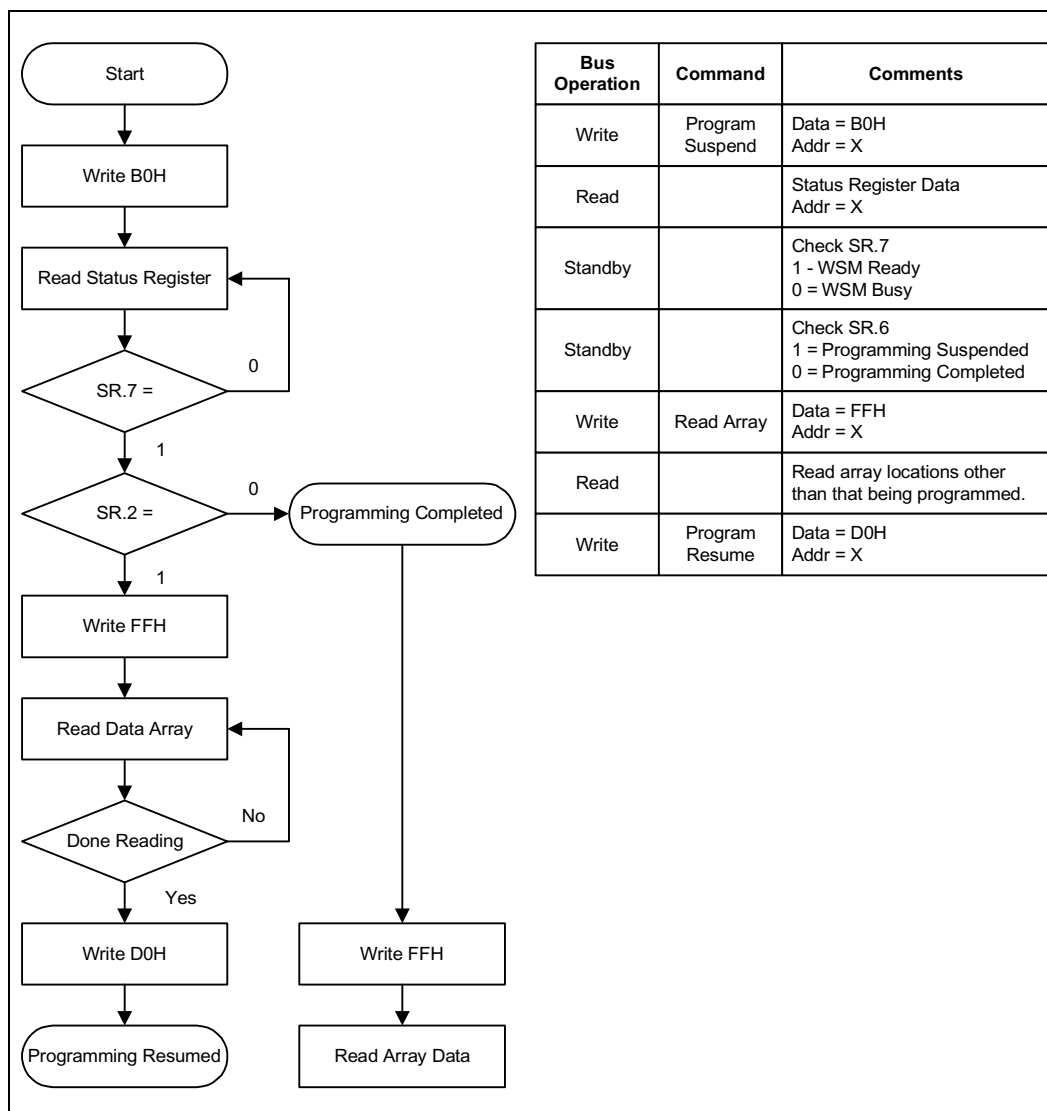 Start
Write B0H
Read Status Register
SR.7 =
0
1
SR.2 =
0
Programming Completed
1
Write FFH
Read Data Array
Done Reading
No
Yes
Write D0H
Write FFH
Programming Resumed
Read Array Data
Bus
Operation
Command
Comments
Write
Program
Suspend
Data = B0H
Addr = X
Read
Status Register Data
Addr = X
Standby
Check SR.7
1 - WSM Ready
0 = WSM Busy
Standby
Check SR.6
1 = Programming Suspended
0 = Programming Completed
Write
Read Array
Data = FFH
Addr = X
Read
Read array locations other
than that being programmed.
Write
Program
Resume
Data = D0H
Addr = X